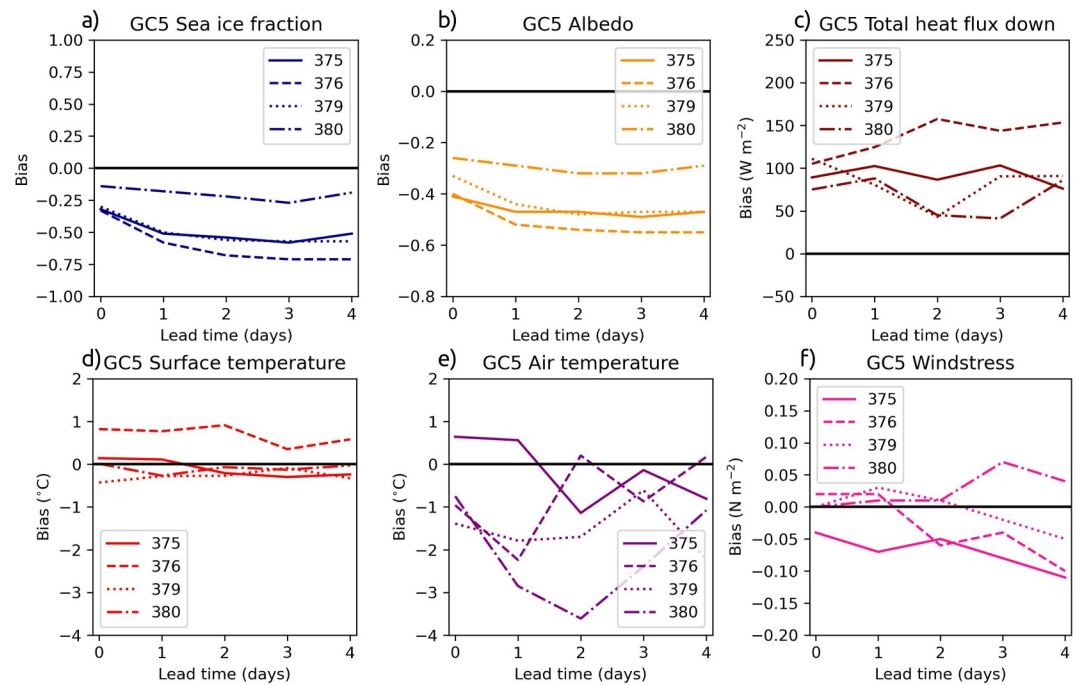 a) GC5 Sea ice fraction
1.00
0.75
0.50
0.25
0.00
−0.25
−0.50
−0.75
−1.00
Bias
375
376
379
380
0 1 2 3 4
Lead time (days)
b) GC5 Albedo
0.2
0.0
−0.2
−0.4
−0.6
−0.8
Bias
375
376
379
380
0 1 2 3 4
Lead time (days)
c) GC5 Total heat flux down
250
200
150
100
50
0
−50
Bias (W m⁻²)
375
376
379
380
0 1 2 3 4
Lead time (days)
d) GC5 Surface temperature
2
1
0
−1
−2
−3
−4
Bias (°C)
375
376
379
380
0 1 2 3 4
Lead time (days)
e) GC5 Air temperature
2
1
0
−1
−2
−3
−4
Bias (°C)
375
376
379
380
0 1 2 3 4
Lead time (days)
f) GC5 Windstress
0.20
0.15
0.10
0.05
0.00
−0.05
−0.10
−0.15
−0.20
Bias (N m⁻²)
375
376
379
380
0 1 2 3 4
Lead time (days)